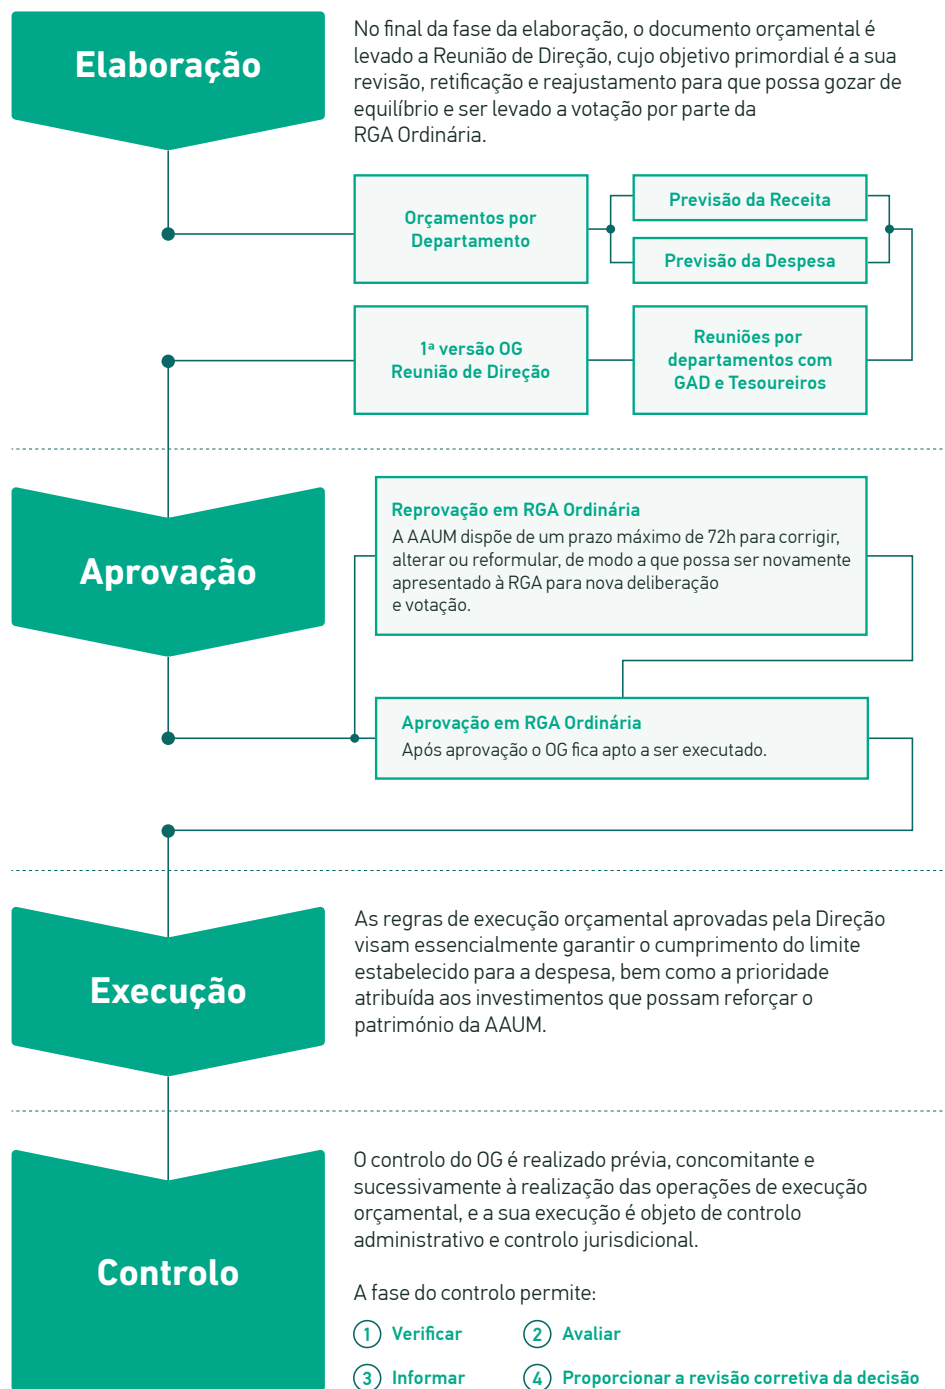 Elaboração
No final da fase da elaboração, o documento orçamental é
levado a Reunião de Direção, cujo objetivo primordial é a sua
revisão, retificação e reajustamento para que possa gozar de
equilíbrio e ser levado a votação por parte da
RGA Ordinária.
Orçamentos por
Departamento
Previsão da Receita
Previsão da Despesa
1ª versão OG
Reunião de Direção
Reuniões por
departamentos com
GAD e Tesoureiros
Aprovação
Reprovação em RGA Ordinária
A AAUM dispõe de um prazo máximo de 72h para corrigir,
alterar ou reformular, de modo a que possa ser novamente
apresentado à RGA para nova deliberação
e votação.
Aprovação em RGA Ordinária
Após aprovação o OG fica apto a ser executado.
Execução
As regras de execução orçamental aprovadas pela Direção
visam essencialmente garantir o cumprimento do limite
estabelecido para a despesa, bem como a prioridade
atribuída aos investimentos que possam reforçar o
património da AAUM.
Controlo
O controlo do OG é realizado prévia, concomitante e
sucessivamente à realização das operações de execução
orçamental, e a sua execução é objeto de controlo
administrativo e controlo jurisdicional.
A fase do controlo permite:
1 Verificar
2 Avaliar
3 Informar
4 Proporcionar a revisão corretiva da decisão